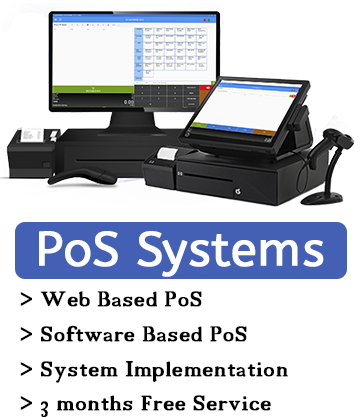 PoS Systems
> Web Based PoS
> Software Based PoS
> System Implementation
> 3 months Free Service